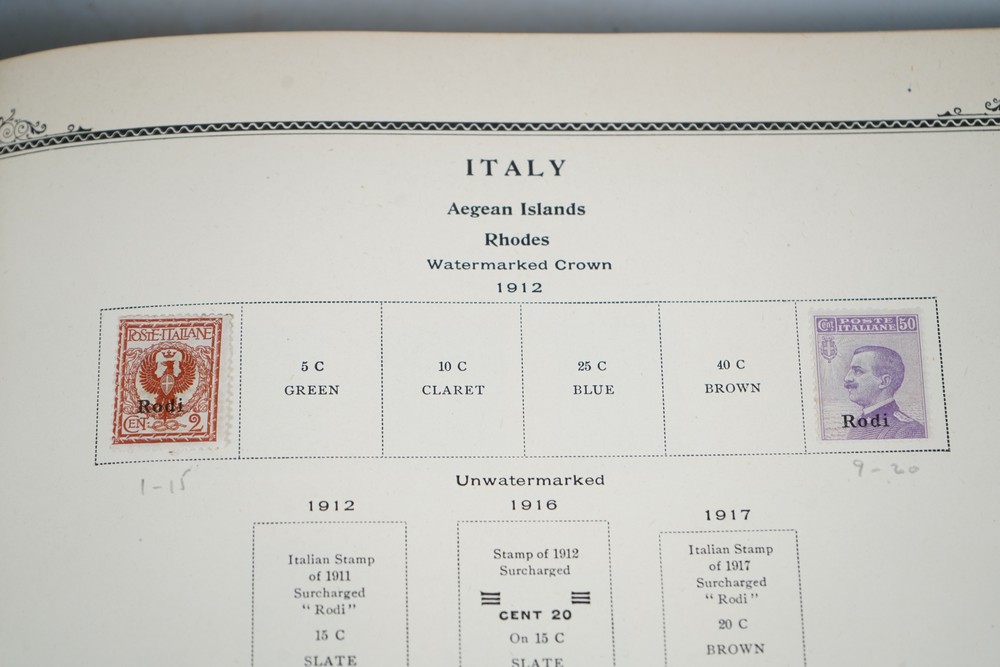 ITALY
Aegean Islands
Rhodes
Watermarked Crown
1912
POSTE·ITALIANE
Rodi
CEN: 2
5 C
GREEN
10 C
CLARET
25 C
BLUE
40 C
BROWN
Cent POSTE ITALIANE 50
Rodi
1-15
9-20
Unwatermarked
1912
Italian Stamp
of 1911
Surcharged
"Rodi"
15 C
SLATE
1916
Stamp of 1912
Surcharged
CENT 20
On 15 C
SLATE
1917
Italian Stamp
of 1917
Surcharged
"Rodi"
20 C
BROWN